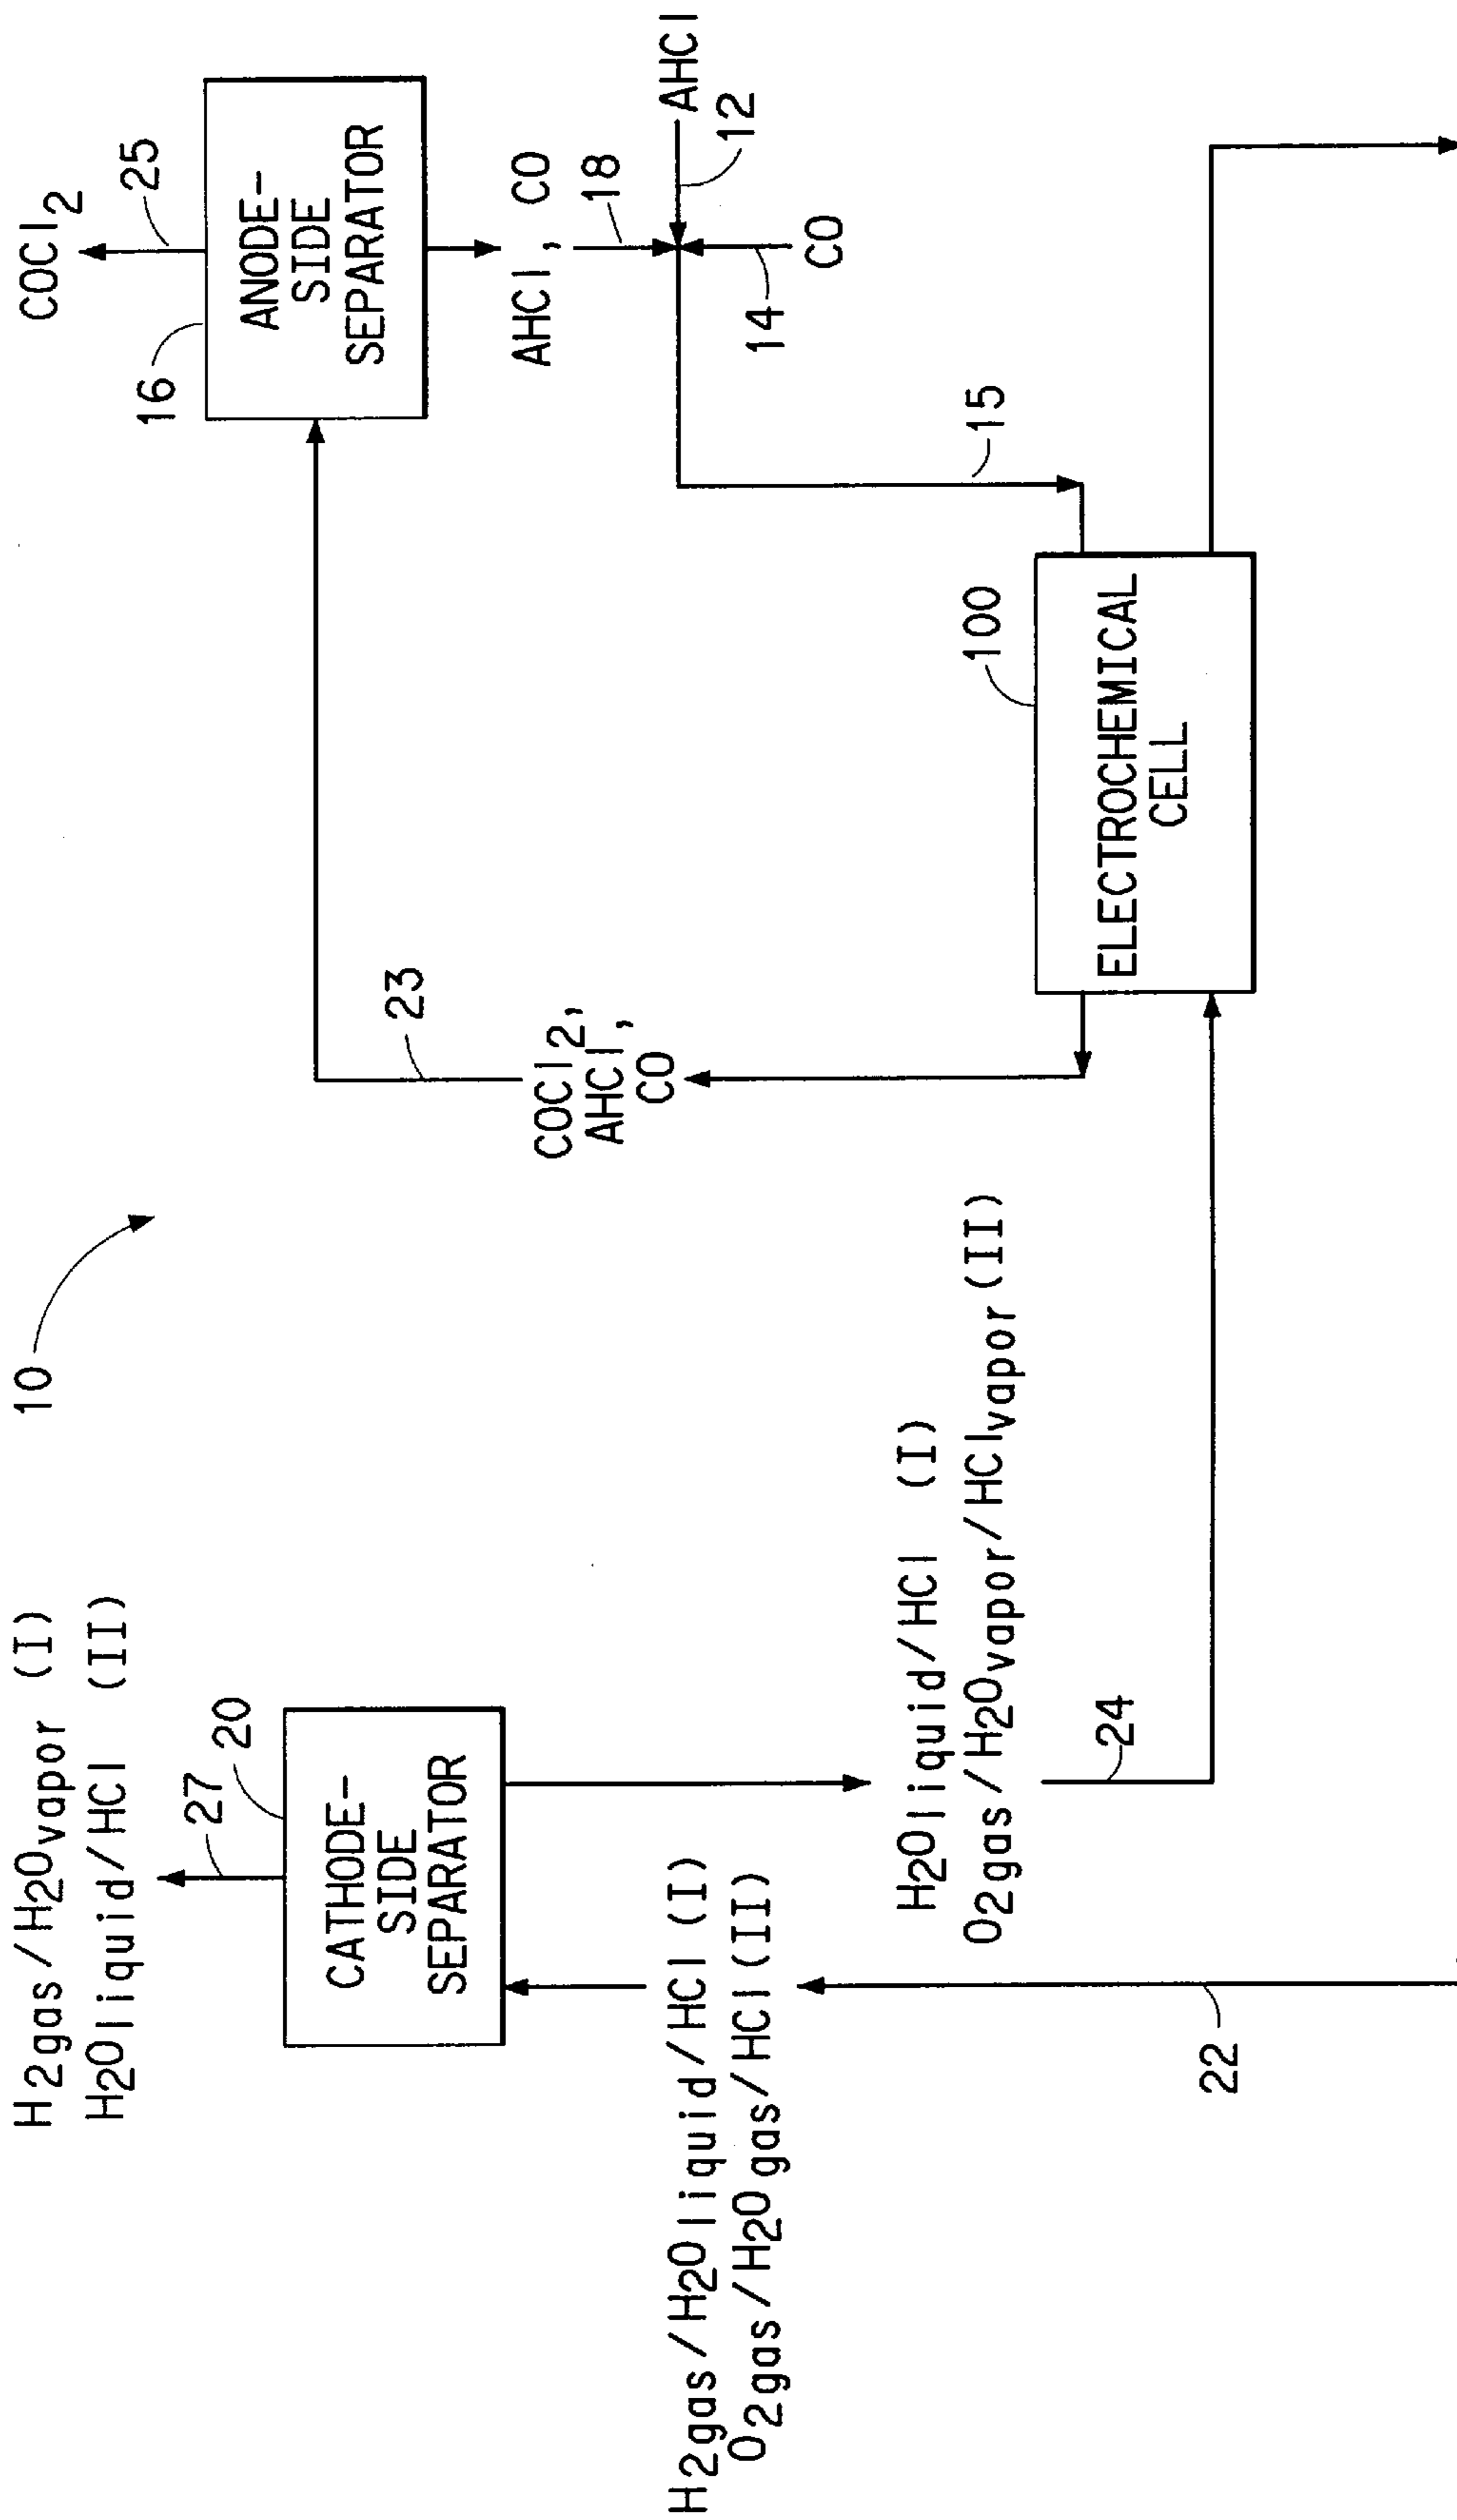 10
H2gas/H2Ovapor (I)
H2Oliquid/HCl (II)
27
20
CATHODE-
SIDE
SEPARATOR
H2gas/H2Oliquid/HCl (I)
O2gas/H2Ogas/HCl (II)
22
H2Oliquid/HCl (I)
O2gas/H2Ovapor/HClvapor (II)
24
COCl2
25
16
ANODE-
SIDE
SEPARATOR
23
COCl2,
AHCl,
CO
AHCl, CO
18
AHCl
12
14
CO
15
100
ELECTROCHEMICAL
CELL